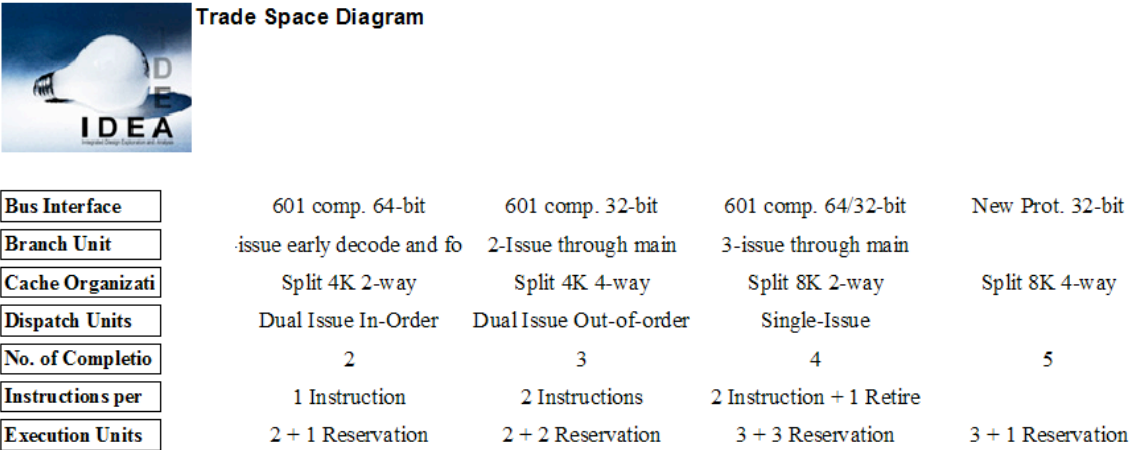 Trade Space Diagram
I
D
E
IDEA
Integrated Design Exploration and Analysis
Bus Interface 601 comp. 64-bit 601 comp. 32-bit 601 comp. 64/32-bit New Prot. 32-bit
Branch Unit -issue early decode and fo 2-Issue through main 3-issue through main
Cache Organizati Split 4K 2-way Split 4K 4-way Split 8K 2-way Split 8K 4-way
Dispatch Units Dual Issue In-Order Dual Issue Out-of-order Single-Issue
No. of Completio 2 3 4 5
Instructions per 1 Instruction 2 Instructions 2 Instruction + 1 Retire
Execution Units 2 + 1 Reservation 2 + 2 Reservation 3 + 3 Reservation 3 + 1 Reservation